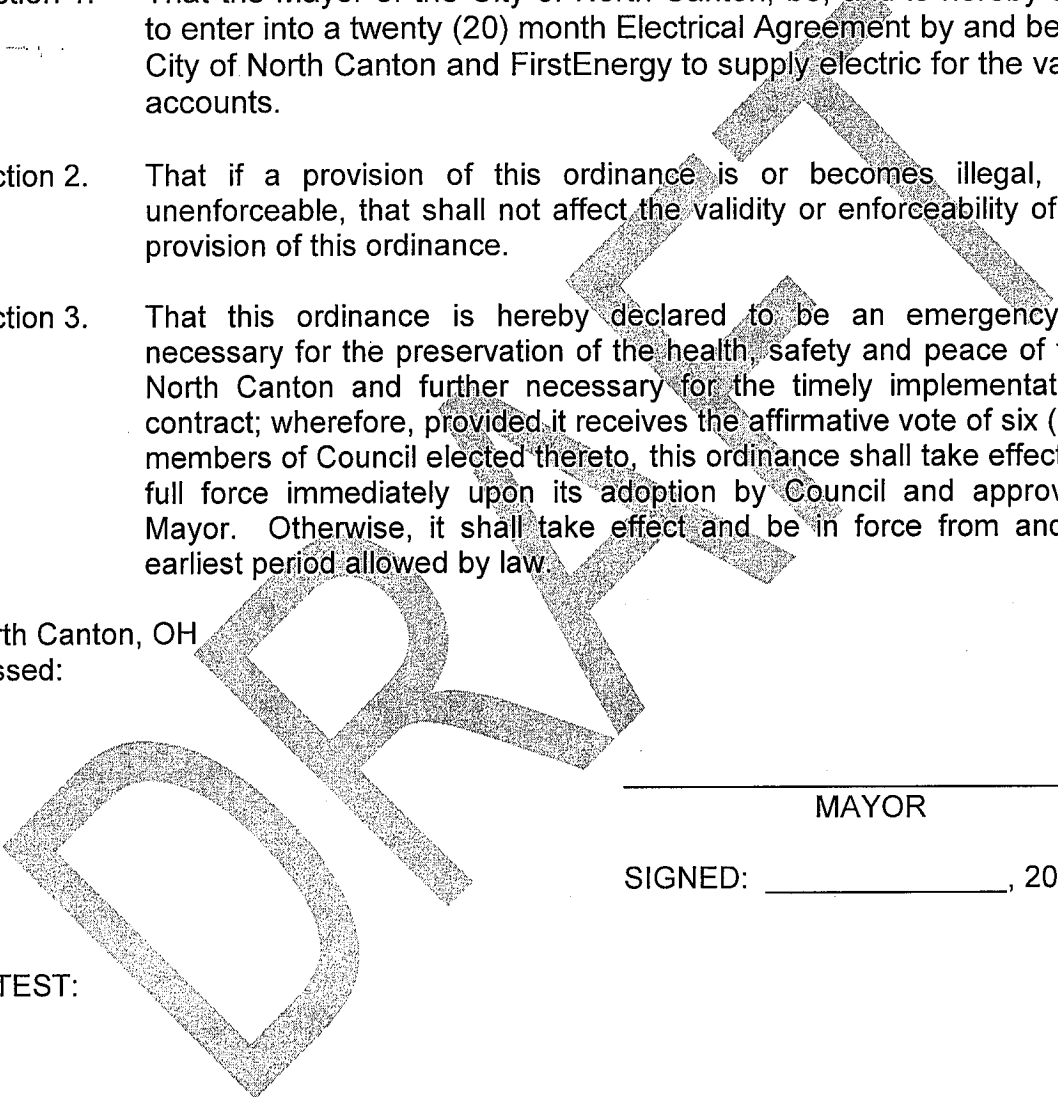 ction 1. That the Mayor of the City of North Canton, be,
to enter into a twenty (20) month Electrical Agreement by and be
City of North Canton and FirstEnergy to supply electric for the va
accounts.
ction 2. That if a provision of this ordinance is or becomes illegal,
unenforceable, that shall not affect the validity or enforceability of
provision of this ordinance.
ction 3. That this ordinance is hereby declared to be an emergency
necessary for the preservation of the health, safety and peace of
North Canton and further necessary for the timely implementat
contract; wherefore, provided it receives the affirmative vote of six (
members of Council elected thereto, this ordinance shall take effect
full force immediately upon its adoption by Council and approv
Mayor. Otherwise, it shall take effect and be in force from and
earliest period allowed by law.
rth Canton, OH
ssed:
MAYOR
SIGNED: ______________, 20
TEST:
DRAFT